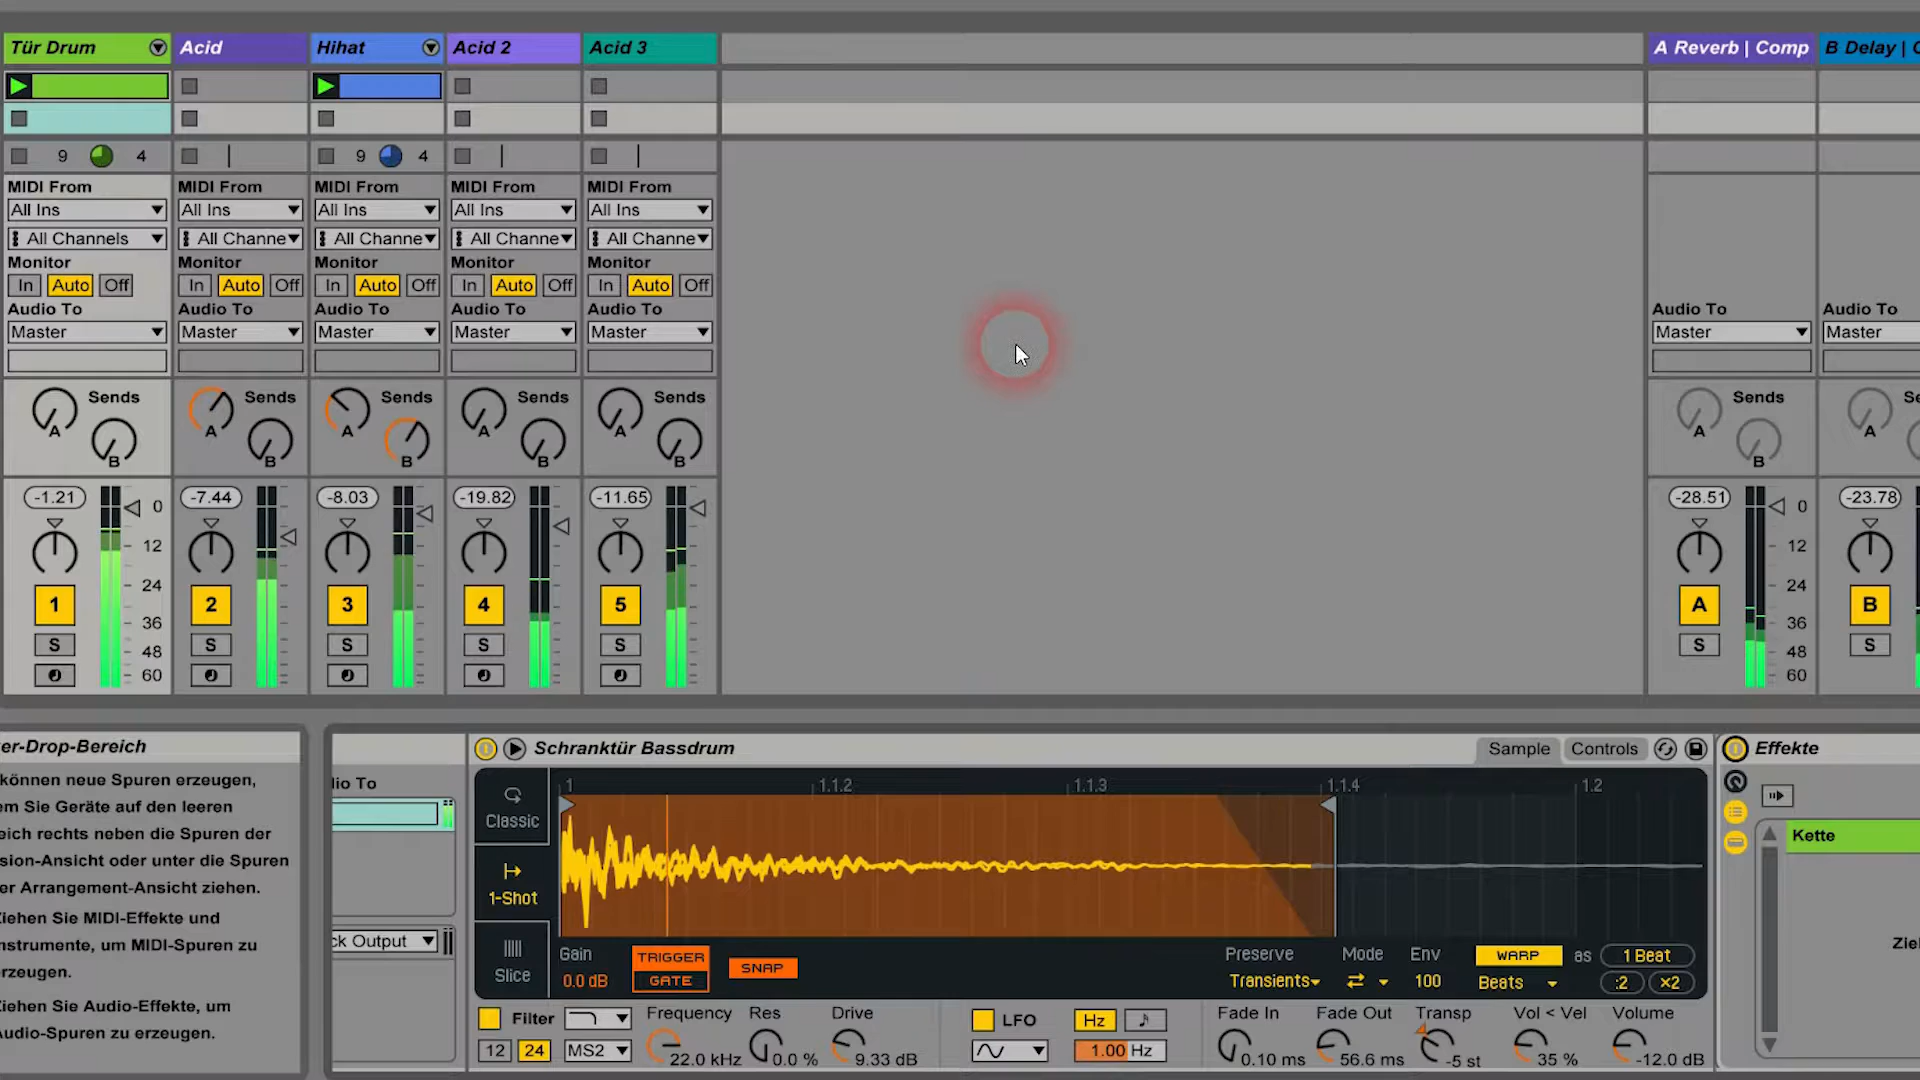 Tür Drum Acid Hihat Acid 2 Acid 3 A Reverb | Comp B Delay |
9 4 9 4
MIDI From MIDI From MIDI From MIDI From MIDI From
All Ins All Ins All Ins All Ins All Ins
All Channels All Channe All Channe All Channe All Channe
Monitor Monitor Monitor Monitor Monitor
In Auto Off In Auto Off In Auto Off In Auto Off In Auto Off
Audio To Audio To Audio To Audio To Audio To Audio To Audio To
Master Master Master Master Master Master Master
Sends Sends Sends Sends Sends Sends Se
A A A A A A A
B B B B B B
-1.21 -7.44 -8.03 -19.82 -11.65 -28.51 -23.78
0 0
12 12
24 24
1 2 3 4 5 A B
36 36
S S S S S S S
48 48
60 60
er-Drop-Bereich
können neue Spuren erzeugen,
em Sie Geräte auf den leeren
eich rechts neben die Spuren der
sion-Ansicht oder unter die Spuren
er Arrangement-Ansicht ziehen.
Ziehen Sie MIDI-Effekte und
nstrumente, um MIDI-Spuren zu
erzeugen.
Ziehen Sie Audio-Effekte, um
Audio-Spuren zu erzeugen.
dio To
ck Output
Schranktür Bassdrum Sample Controls
1 1.1.2 1.1.3 1.1.4 1.2
Classic
1-Shot
Slice
Gain TRIGGER SNAP Preserve Mode Env WARP as 1 Beat
0.0 dB GATE Transients 100 Beats :2 ×2
Filter Frequency Res Drive LFO Hz Fade In Fade Out Transp Vol < Vel Volume
12 24 MS2 22.0 kHz 0.0 % 9.33 dB 1.00 Hz 0.10 ms 56.6 ms -5 st 35 % -12.0 dB
Effekte
Kette
Zie